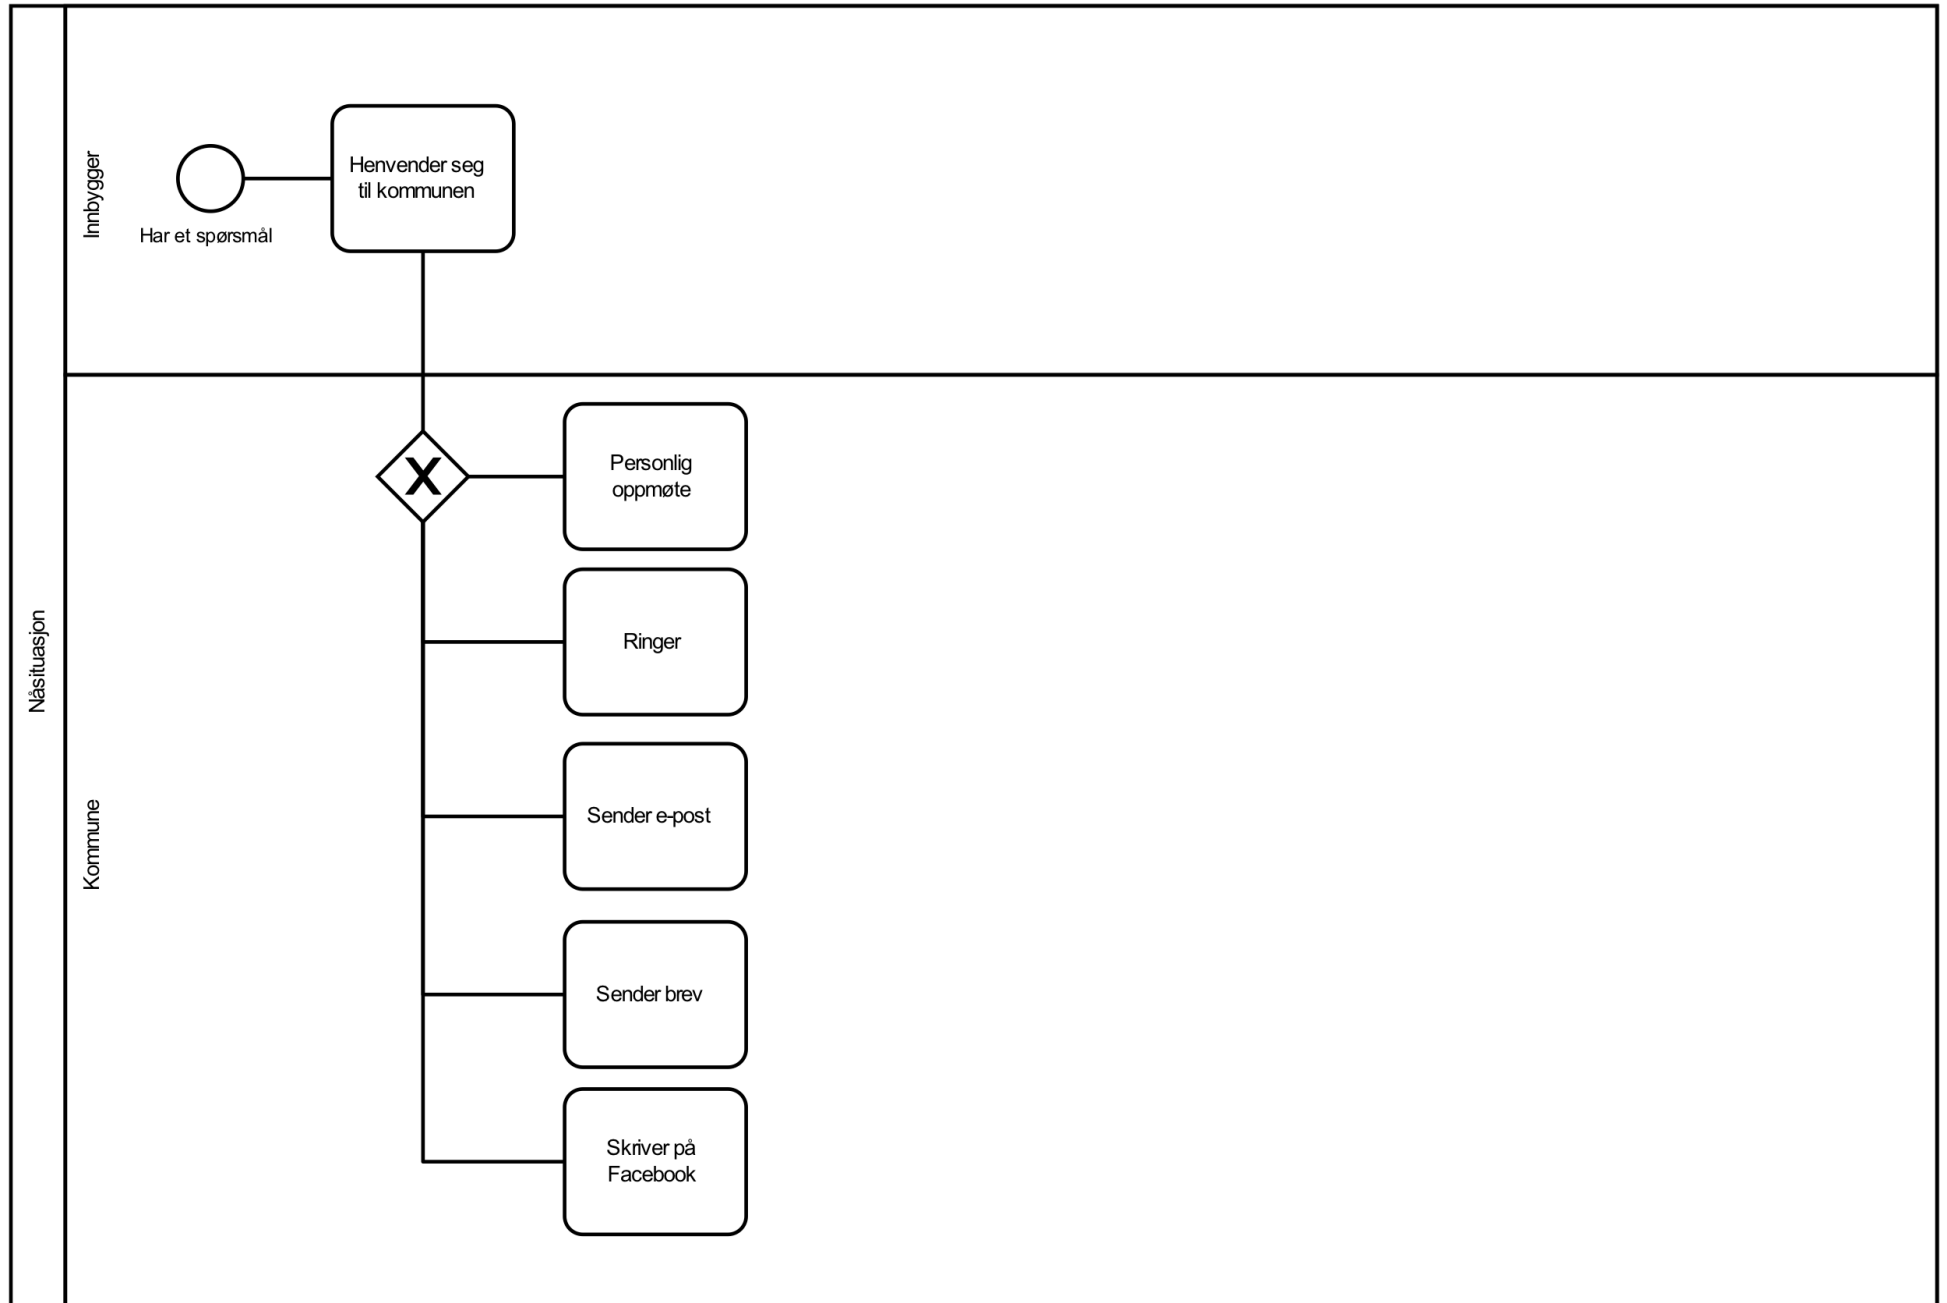 Nåsituasjon
Innbygger
Har et spørsmål
Henvender seg
til kommunen
Kommune
X
Personlig
oppmøte
Ringer
Sender e-post
Sender brev
Skriver på
Facebook